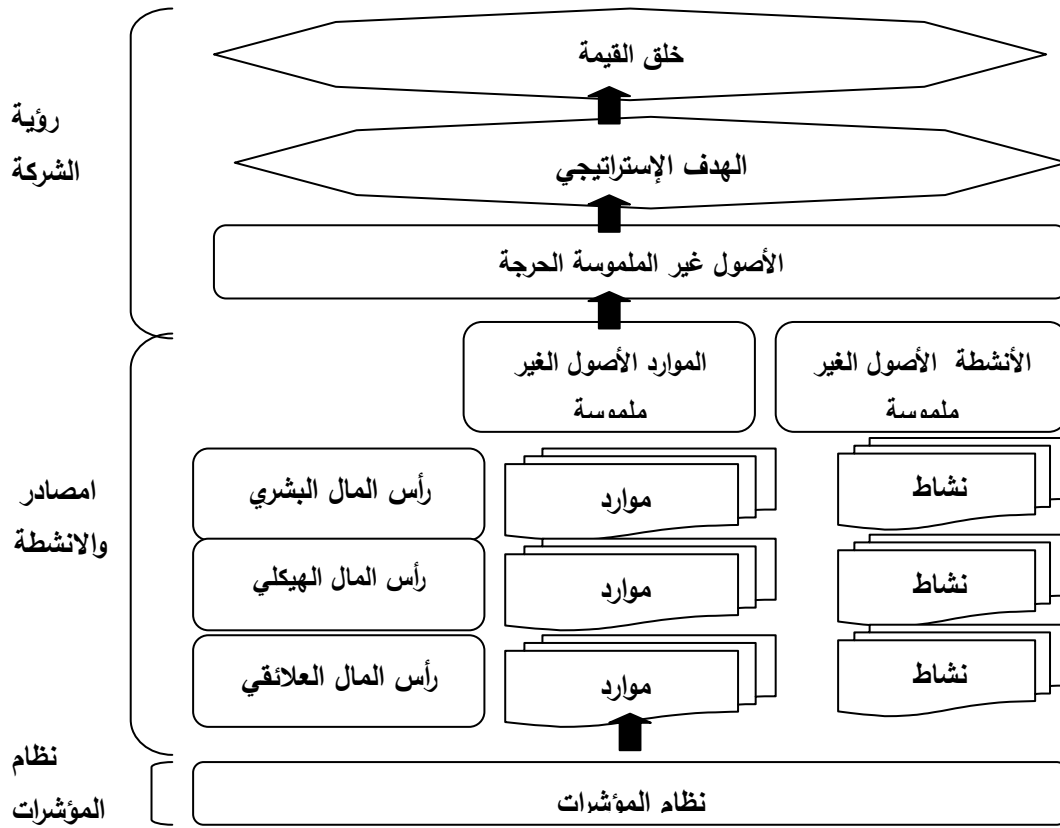 خلق القيمة
رؤية
الشركة
الهدف الإستراتيجي
الأصول غير الملموسة الحرجة
الأنشطة الأصول الغير
ملموسة
الموارد الأصول الغير
ملموسة
امصادر
والانشطة
نشاط
موارد
رأس المال البشري
نشاط
موارد
رأس المال الهيكلي
نشاط
موارد
رأس المال العلائقي
نظام
المؤشرات
نظام المؤشرات